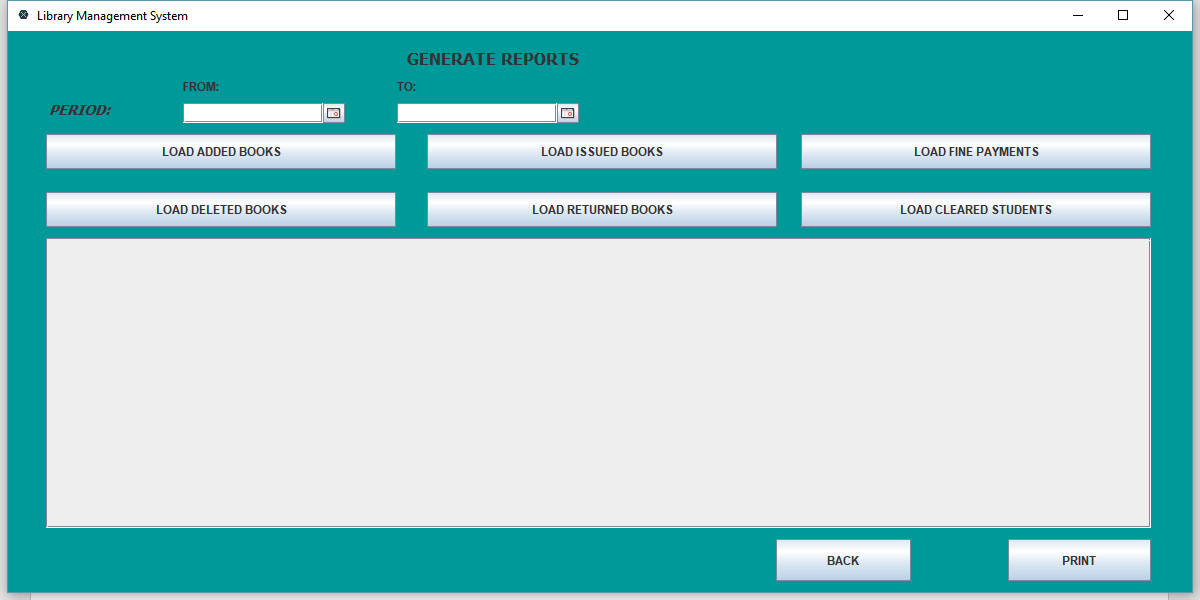 Library Management System
GENERATE REPORTS
FROM: TO:
PERIOD:
LOAD ADDED BOOKS LOAD ISSUED BOOKS LOAD FINE PAYMENTS
LOAD DELETED BOOKS LOAD RETURNED BOOKS LOAD CLEARED STUDENTS
BACK PRINT